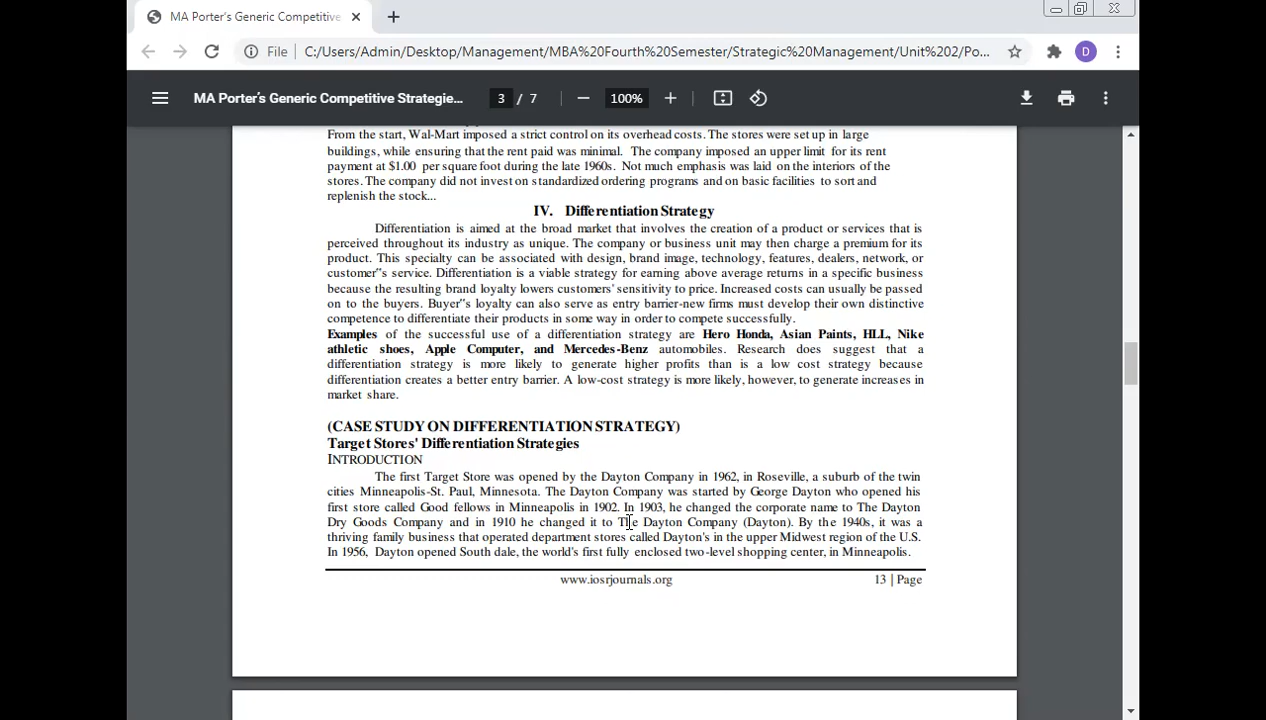 MA Porter's Generic Competitive
File C:/Users/Admin/Desktop/Management/MBA%20Fourth%20Semester/Strategic%20Management/Unit%202/Po... D
MA Porter's Generic Competitive Strategie... 3 / 7 100%
From the start, Wal-Mart imposed a strict control on its overhead costs. The stores were set up in large
buildings, while ensuring that the rent paid was minimal. The company imposed an upper limit for its rent
payment at $1.00 per square foot during the late 1960s. Not much emphasis was laid on the interiors of the
stores. The company did not invest on standardized ordering programs and on basic facilities to sort and
replenish the stock...
IV. Differentiation Strategy
Differentiation is aimed at the broad market that involves the creation of a product or services that is
perceived throughout its industry as unique. The company or business unit may then charge a premium for its
product. This specialty can be associated with design, brand image, technology, features, dealers, network, or
customer"s service. Differentiation is a viable strategy for earning above average returns in a specific business
because the resulting brand loyalty lowers customers' sensitivity to price. Increased costs can usually be passed
on to the buyers. Buyer"s loyalty can also serve as entry barrier-new firms must develop their own distinctive
competence to differentiate their products in some way in order to compete successfully.
Examples of the successful use of a differentiation strategy are Hero Honda, Asian Paints, HLL, Nike
athletic shoes, Apple Computer, and Mercedes-Benz automobiles. Research does suggest that a
differentiation strategy is more likely to generate higher profits than is a low cost strategy because
differentiation creates a better entry barrier. A low-cost strategy is more likely, however, to generate increases in
market share.
(CASE STUDY ON DIFFERENTIATION STRATEGY)
Target Stores' Differentiation Strategies
INTRODUCTION
The first Target Store was opened by the Dayton Company in 1962, in Roseville, a suburb of the twin
cities Minneapolis-St. Paul, Minnesota. The Dayton Company was started by George Dayton who opened his
first store called Good fellows in Minneapolis in 1902. In 1903, he changed the corporate name to The Dayton
Dry Goods Company and in 1910 he changed it to The Dayton Company (Dayton). By the 1940s, it was a
thriving family business that operated department stores called Dayton's in the upper Midwest region of the U.S.
In 1956, Dayton opened South dale, the world's first fully enclosed two-level shopping center, in Minneapolis.
www.iosrjournals.org 13 | Page